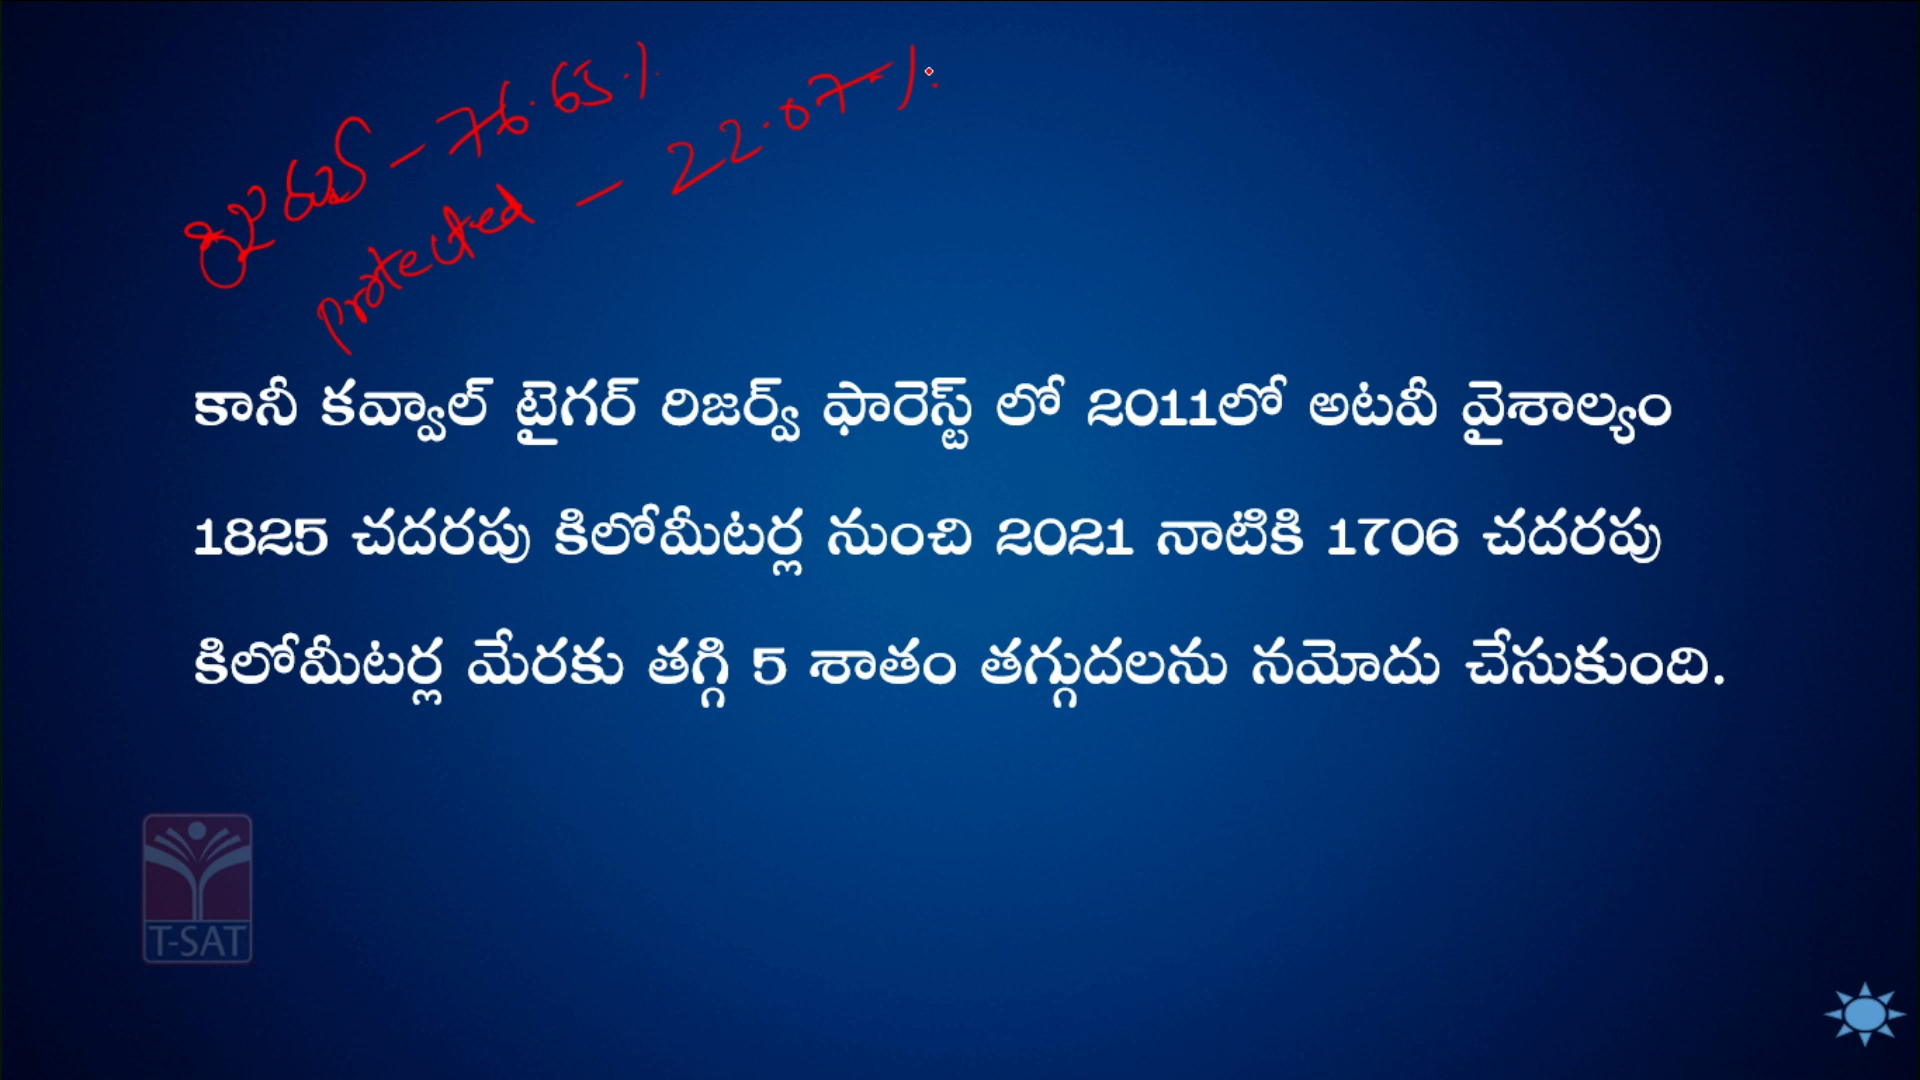 - 76.65%
protected - 22.07%
కానీ కవ్వాల్ టైగర్ రిజర్వ్ ఫారెస్ట్ లో 2011లో అటవీ వైశాల్యం
1825 చదరపు కిలోమీటర్ల నుంచి 2021 నాటికి 1706 చదరపు
కిలోమీటర్ల మేరకు తగ్గి 5 శాతం తగ్గుదలను నమోదు చేసుకుంది.
T-SAT